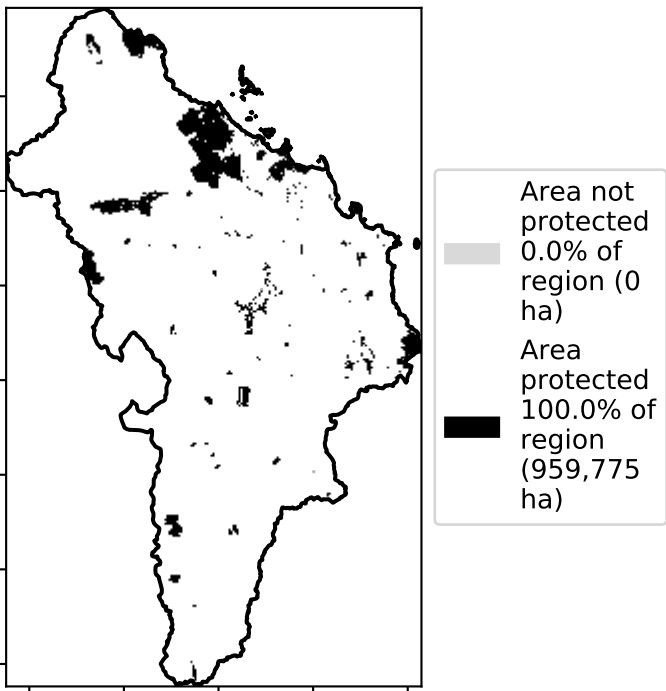 Area not
protected
0.0% of
region (0
ha)
Area
protected
100.0% of
region
(959,775
ha)